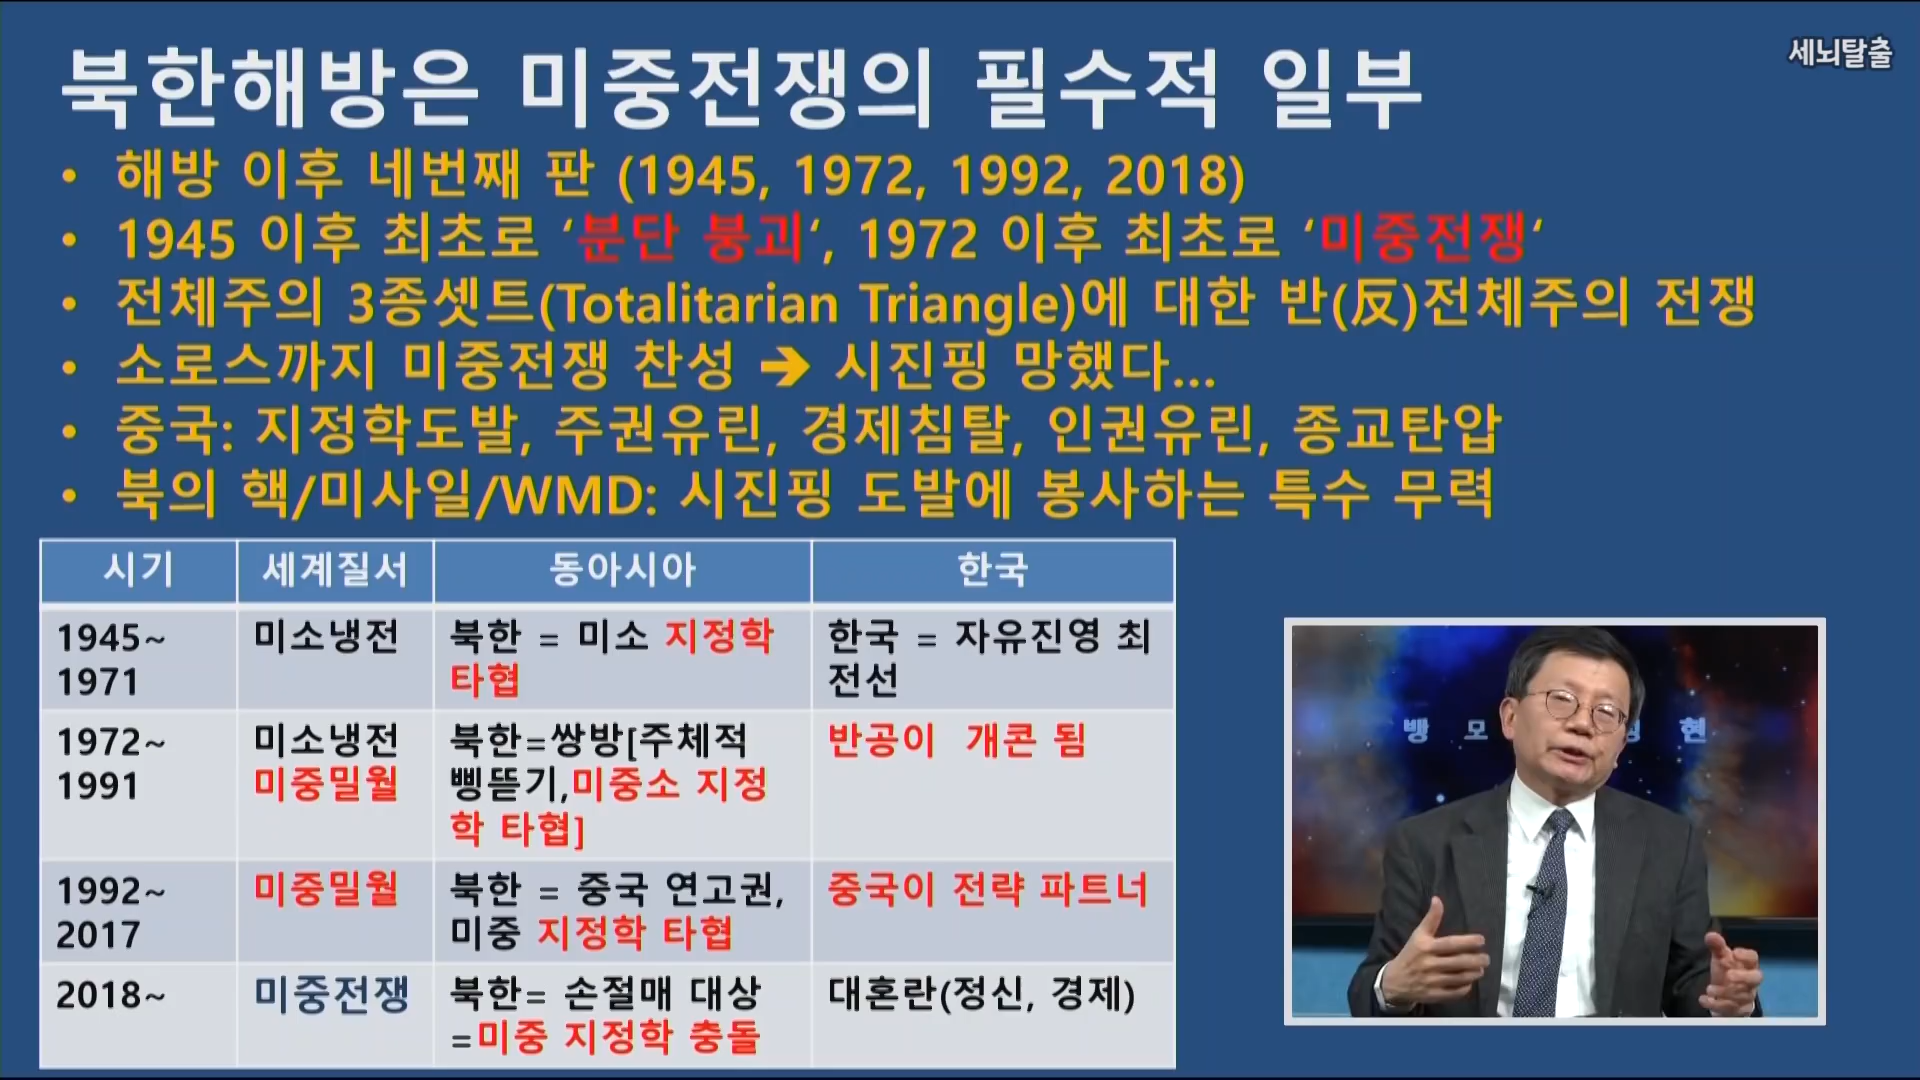 세뇌탈출
북한해방은 미중전쟁의 필수적 일부
• 해방 이후 네번째 판 (1945, 1972, 1992, 2018)
• 1945 이후 최초로 ‘분단 붕괴‘, 1972 이후 최초로 ‘미중전쟁‘
• 전체주의 3종셋트(Totalitarian Triangle)에 대한 반(反)전체주의 전쟁
• 소로스까지 미중전쟁 찬성 ➔ 시진핑 망했다...
• 중국: 지정학도발, 주권유린, 경제침탈, 인권유린, 종교탄압
• 북의 핵/미사일/WMD: 시진핑 도발에 봉사하는 특수 무력
시기 세계질서 동아시아 한국
1945~ 미소냉전 북한 = 미소 지정학 한국 = 자유진영 최
1971 타협 전선
1972~ 미소냉전 북한=쌍방[주체적 반공이 개콘 됨
1991 미중밀월 삥뜯기,미중소 지정
학 타협]
1992~ 미중밀월 북한 = 중국 연고권, 중국이 전략 파트너
2017 미중 지정학 타협
2018~ 미중전쟁 북한= 손절매 대상 대혼란(정신, 경제)
=미중 지정학 충돌
뱅 모 현